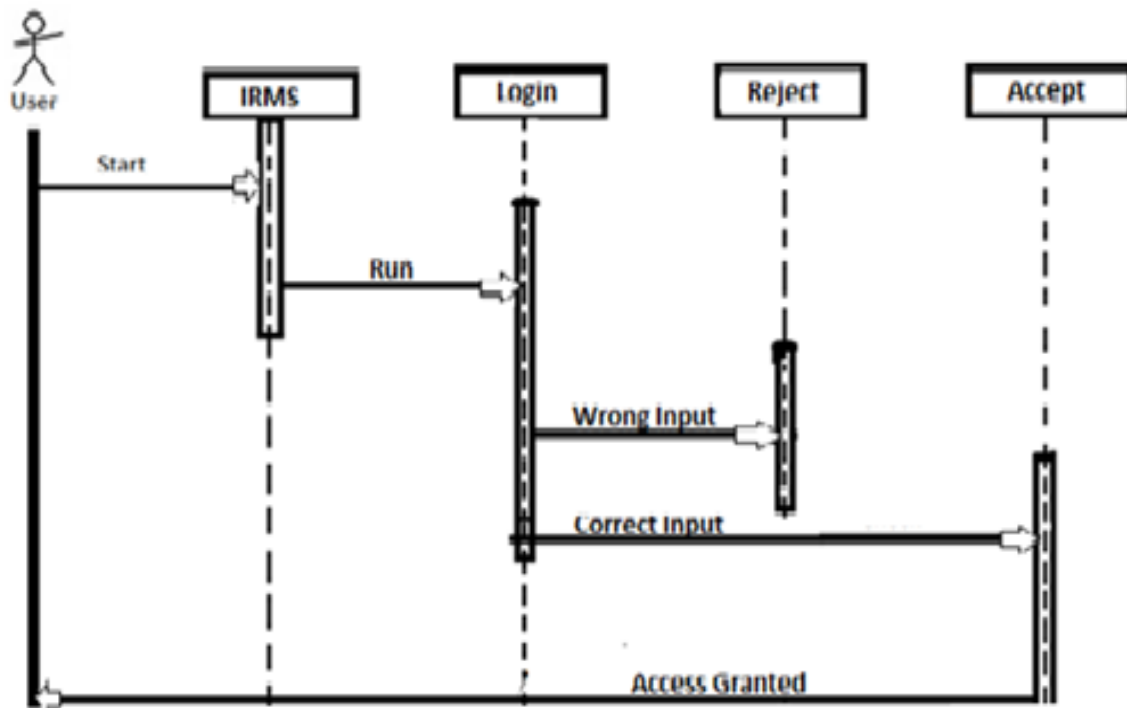 User
IRMS
Login
Reject
Accept
Start
Run
Wrong Input
Correct Input
Access Granted